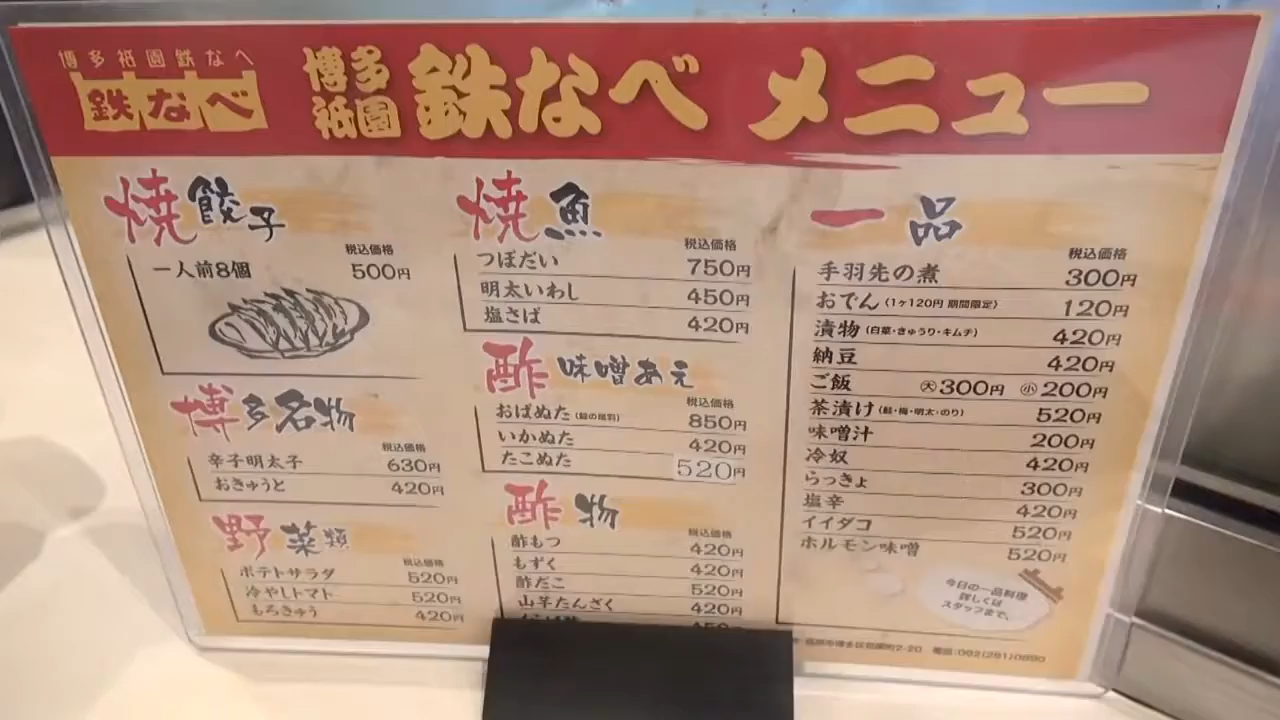 博多祇園鉄なべ
鉄なべ
博多祇園 鉄なべ メニュー
焼餃子
税込価格
一人前8個 500円
博多名物
税込価格
辛子明太子 630円
おきゅうと 420円
野菜類
税込価格
ポテトサラダ 520円
冷やしトマト 520円
もろきゅう 420円
焼魚
税込価格
つぼだい 750円
明太いわし 450円
塩さば 420円
酢味噌あえ
税込価格
おばぬた 850円
いかぬた 420円
たこぬた 520円
酢物
税込価格
酢もつ 420円
もずく 420円
酢だこ 520円
山芋たんざく 420円
一品
税込価格
手羽先の煮 300円
おでん(1ヶ120円 期間限定) 120円
漬物(白菜・きゅうり・キムチ) 420円
納豆 420円
ご飯 大300円 小200円
茶漬け(鮭・梅・明太・のり) 520円
味噌汁 200円
冷奴 420円
らっきょ 300円
塩辛 420円
イイダコ 520円
ホルモン味噌 520円
今日の一品料理
詳しくは
スタッフまで。
2-20 電話:092(291)0890